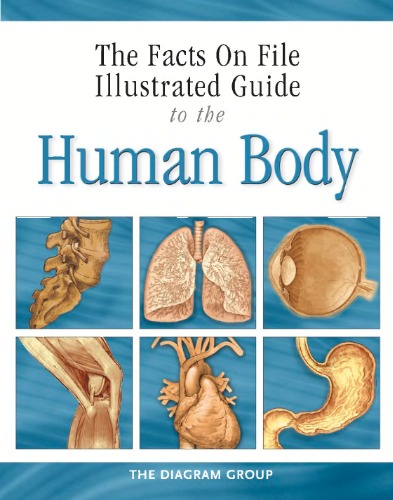 The Facts On File
Illustrated Guide
to the
Human Body
THE DIAGRAM GROUP